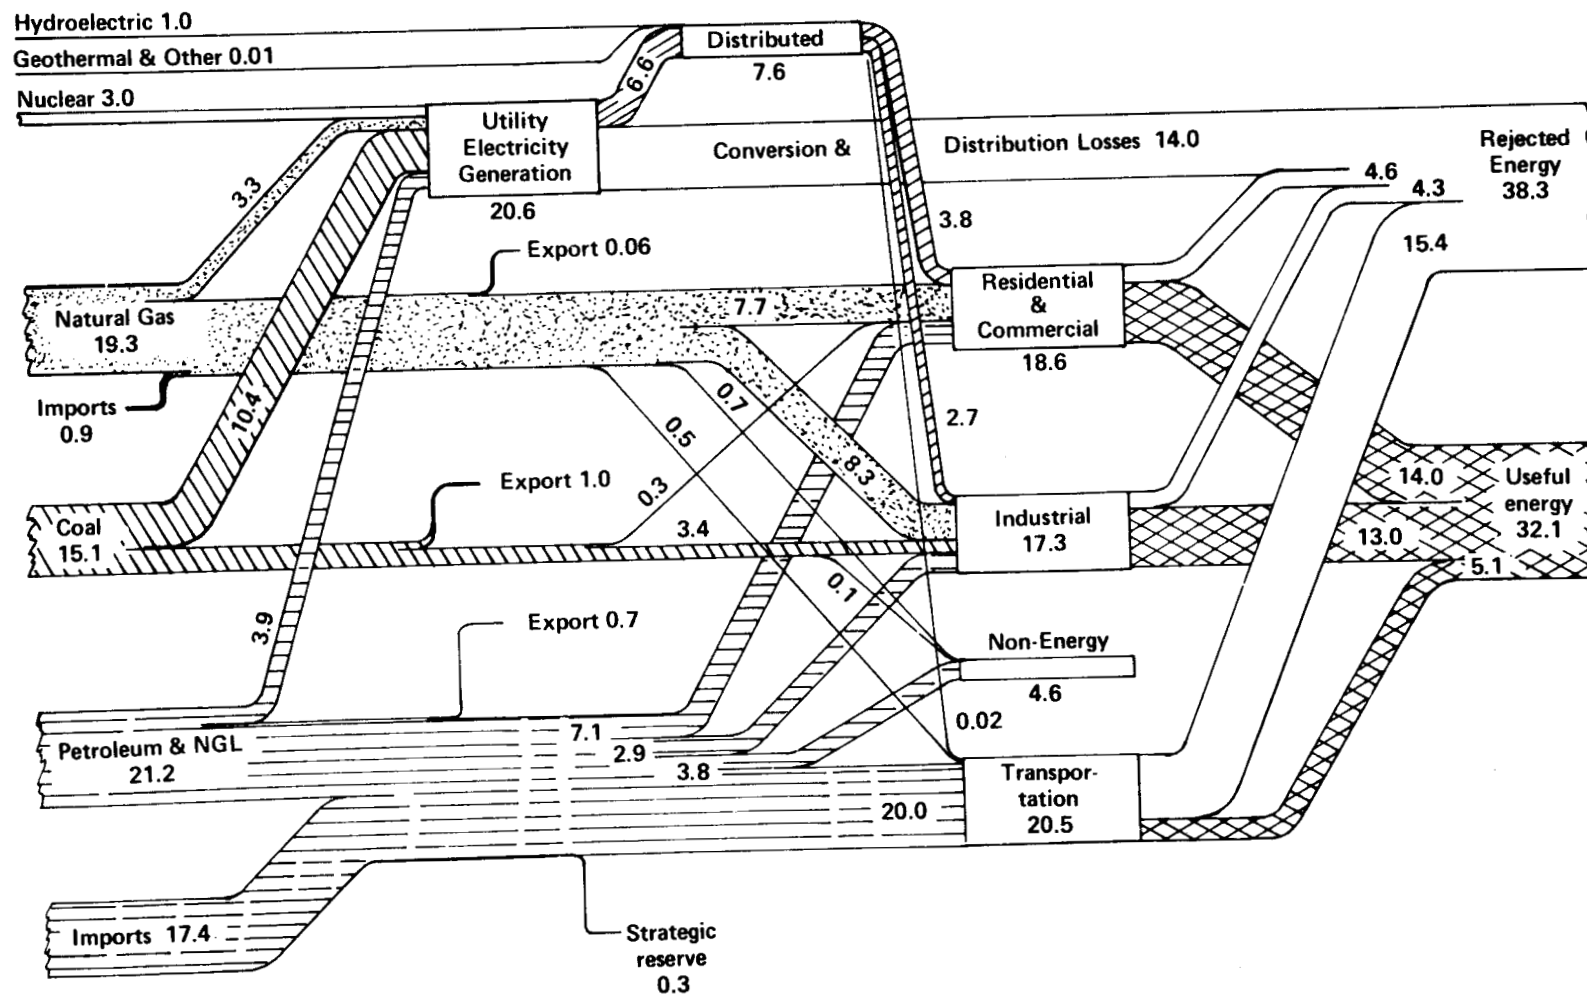 Hydroelectric 1.0
Geothermal & Other 0.01
Nuclear 3.0
Distributed
7.6
6.6
Utility
Electricity
Generation
20.6
Conversion & Distribution Losses 14.0
Rejected
Energy
38.3
4.6
4.3
15.4
3.3
3.8
Export 0.06
Natural Gas
19.3
7.7
Residential
&
Commercial
18.6
Imports
0.9
10.4
0.7
0.5
2.7
8.3
0.3
Export 1.0
Coal
15.1
3.4
Industrial
17.3
14.0
13.0
5.1
Useful
energy
32.1
0.1
3.9
Export 0.7
Non-Energy
4.6
0.02
Petroleum & NGL
21.2
7.1
2.9
3.8
20.0
Transpor-
tation
20.5
Imports 17.4
Strategic
reserve
0.3